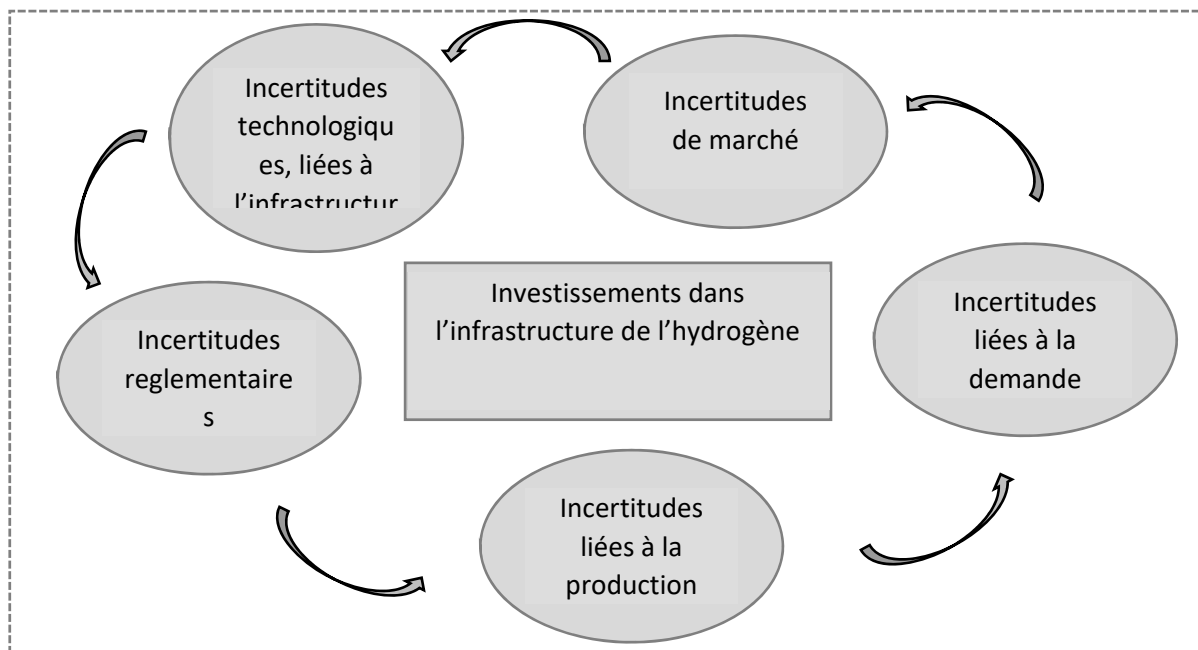 Incertitudes
technologiqu
es, liées à
l’infrastructur
Incertitudes
de marché
Investissements dans
l’infrastructure de l’hydrogène
Incertitudes
liées à la
demande
Incertitudes
reglementaire
s
Incertitudes
liées à la
production